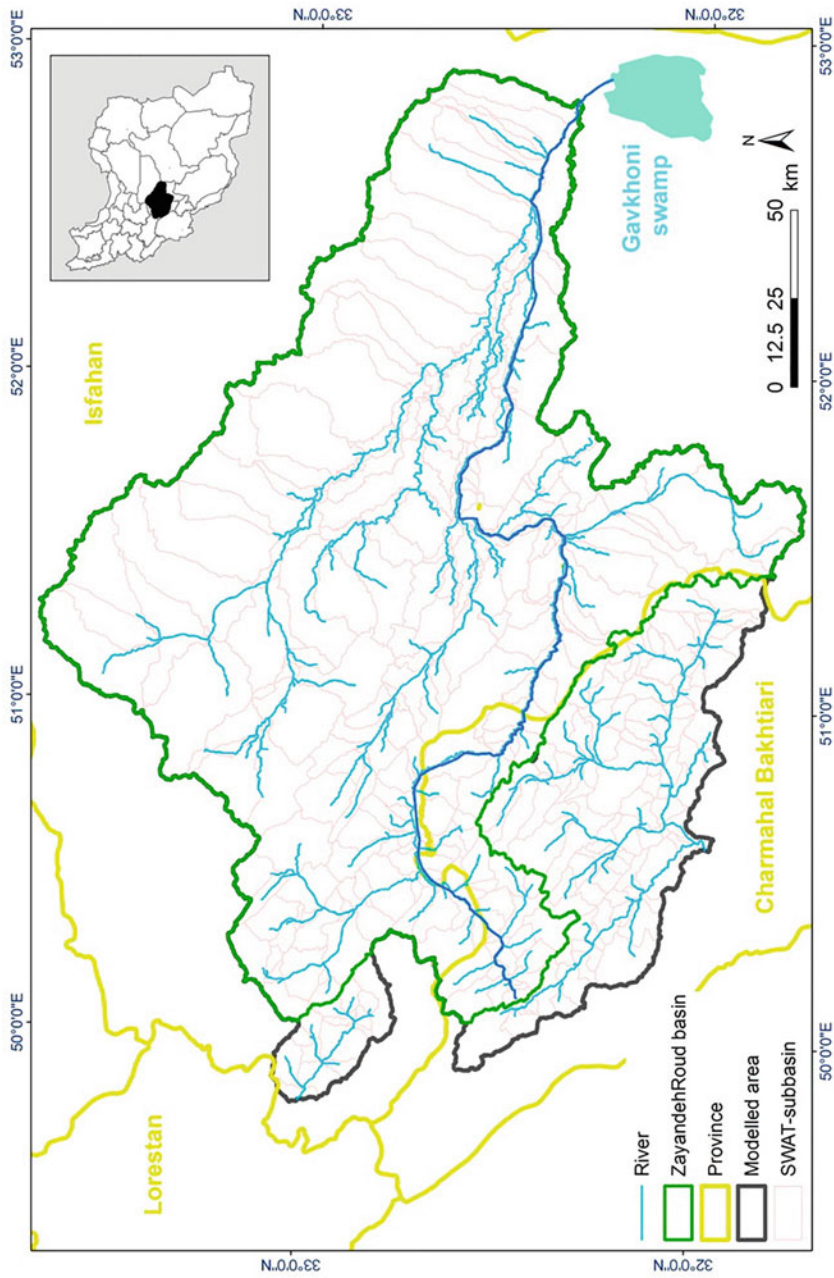 50°0'0"E
51°0'0"E
52°0'0"E
53°0'0"E
Lorestan
Isfahan
33°0'0"N
33°0'0"N
River
ZayandehRoud basin
Province
Modelled area
SWAT-subbasin
Charmahal Bakhtiari
Gavkhoni
swamp
N
0 12.5 25 50
km
32°0'0"N
32°0'0"N
50°0'0"E
51°0'0"E
52°0'0"E
53°0'0"E